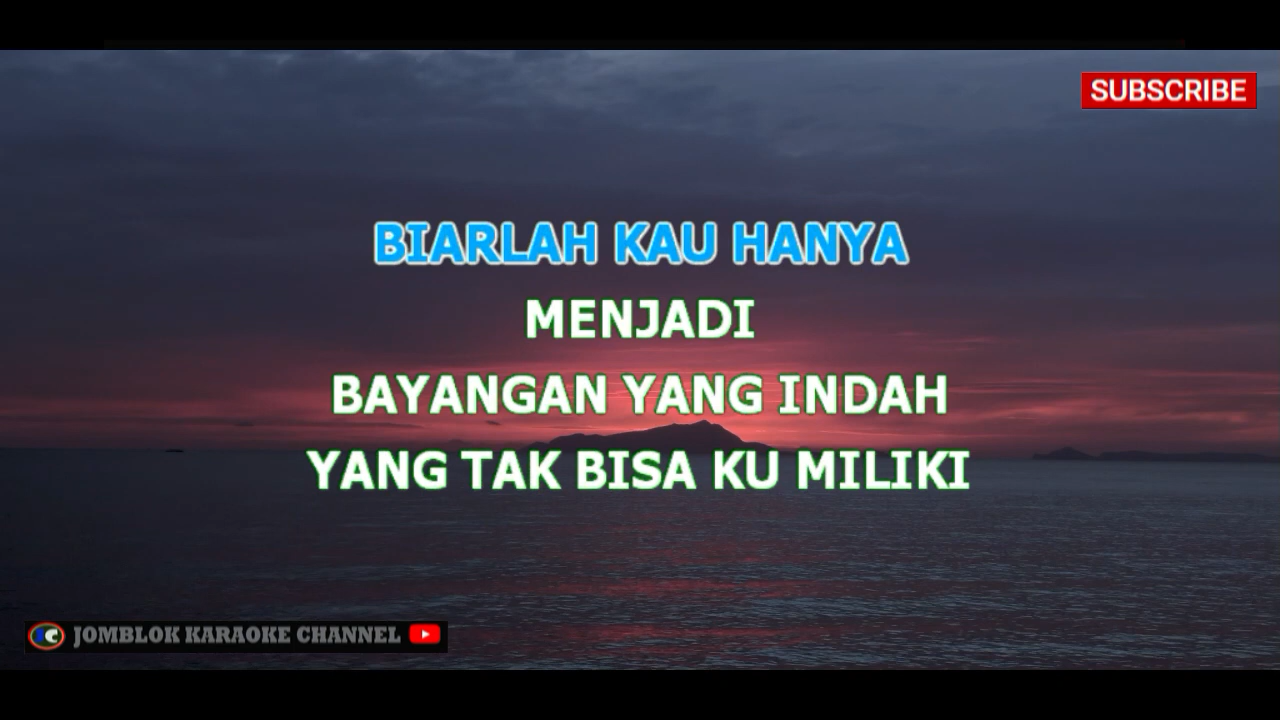 SUBSCRIBE
BIARLAH KAU HANYA
MENJADI
BAYANGAN YANG INDAH
YANG TAK BISA KU MILIKI
JOMBLOK KARAOKE CHANNEL